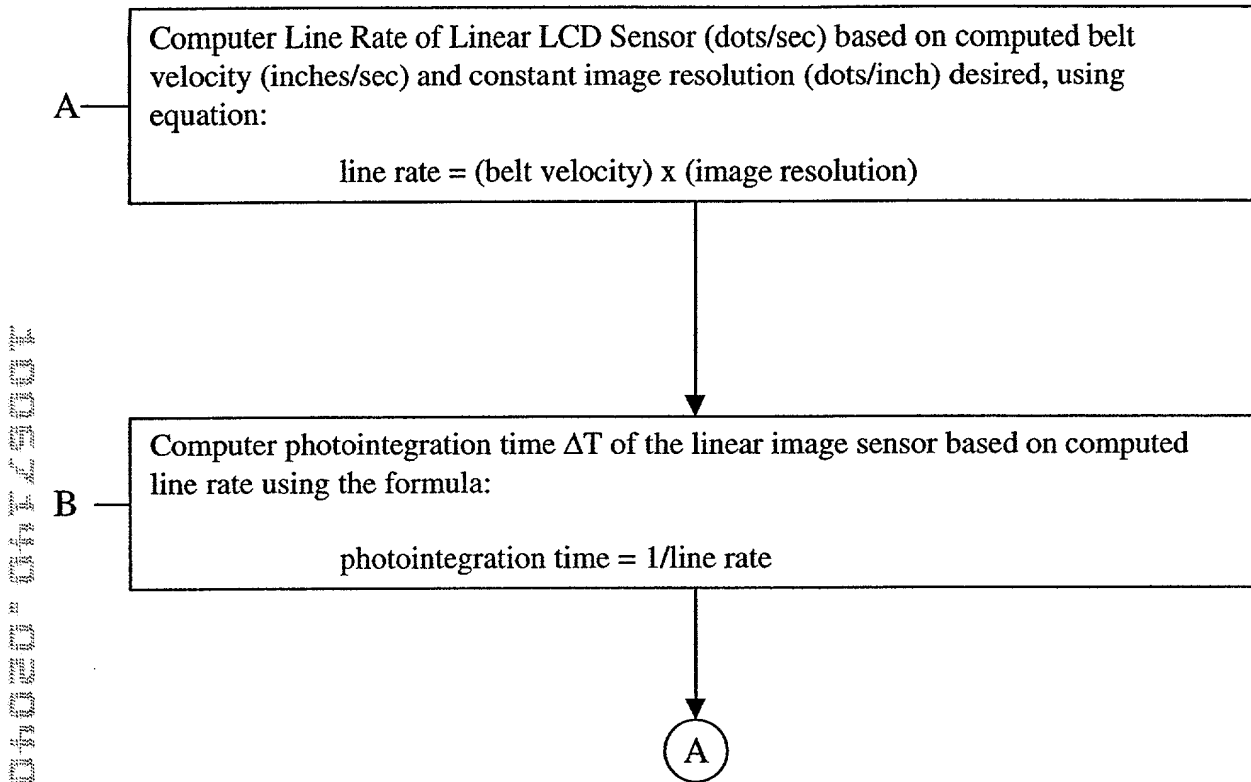 Computer Line Rate of Linear LCD Sensor (dots/sec) based on computed belt
velocity (inches/sec) and constant image resolution (dots/inch) desired, using
equation:
A
line rate = (belt velocity) x (image resolution)
Computer photointegration time ΔT of the linear image sensor based on computed
line rate using the formula:
B
photointegration time = 1/line rate
A
10057140.02040